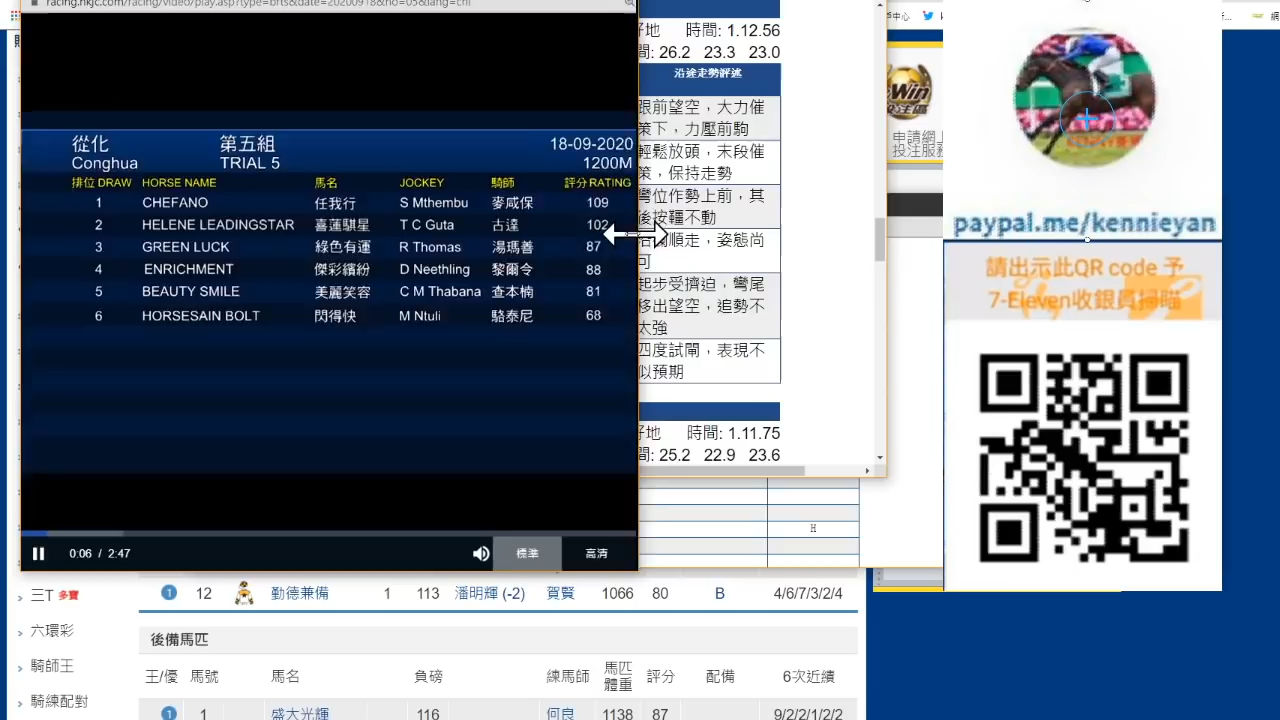 racing.hkjc.com/racing/video/play.asp?type=brts&date=20200918&no=05&lang=chi
從化 第五組 18-09-2020
Conghua TRIAL 5 1200M
排位 DRAW HORSE NAME 馬名 JOCKEY 騎師 評分 RATING
1 CHEFANO 任我行 S Mthembu 麥威保 109
2 HELENE LEADINGSTAR 喜蓮騏星 T C Guta 古達 102
3 GREEN LUCK 綠色有運 R Thomas 湯瑪善 87
4 ENRICHMENT 傑彩繽紛 D Neethling 黎爾令 88
5 BEAUTY SMILE 美麗笑容 C M Thabana 查本楠 81
6 HORSESAIN BOLT 閃得快 M Ntuli 駱泰尼 68
0:06 / 2:47 標準 高清
好地 時間: 1.12.56
間: 26.2 23.3 23.0
沿途走勢評述
跟前望空，大力催
策下，力壓前駒
輕鬆放頭，末段催
策，保持走勢
彎位作勢上前，其
後按韁不動
順走，姿態尚
可
起步受擠迫，彎尾
移出望空，追勢不
太強
四度試閘，表現不
似預期
好地 時間: 1.11.75
間: 25.2 22.9 23.6
H
戶中心
網
Win
申請網上
投注服務
paypal.me/kennieyan
請出示此QR code 予
7-Eleven收銀員掃瞄
三T 多寶
六環彩
騎師王
騎練配對
1 12 勤德兼備 1 113 潘明輝 (-2) 賀賢 1066 80 B 4/6/7/3/2/4
後備馬匹
王/優 馬號 馬名 負磅 練馬師 馬匹體重 評分 配備 6次近績
1 1 盛大光輝 116 何良 1138 87 9/2/2/1/2/2